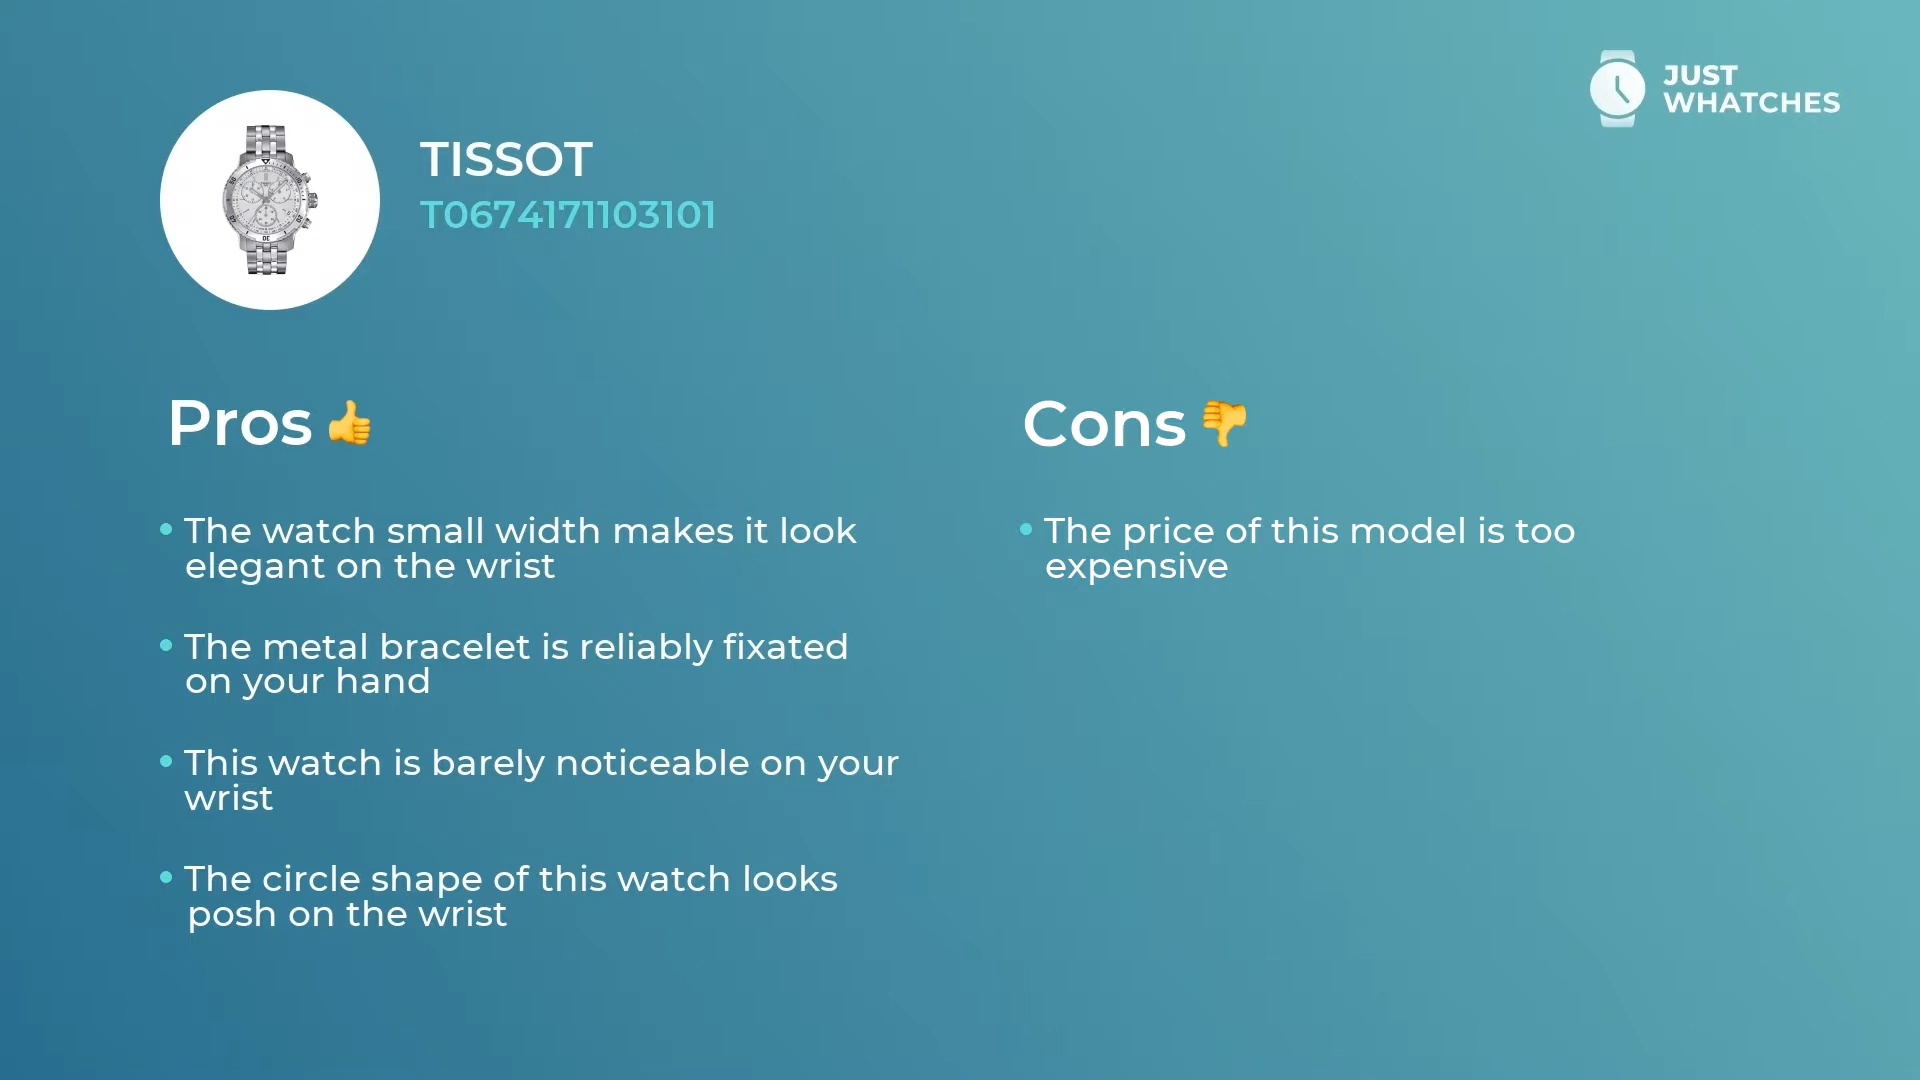 JUST
WHATCHES
TISSOT
T0674171103101
Pros
The watch small width makes it look
elegant on the wrist
The metal bracelet is reliably fixated
on your hand
This watch is barely noticeable on your
wrist
The circle shape of this watch looks
posh on the wrist
Cons
The price of this model is too
expensive